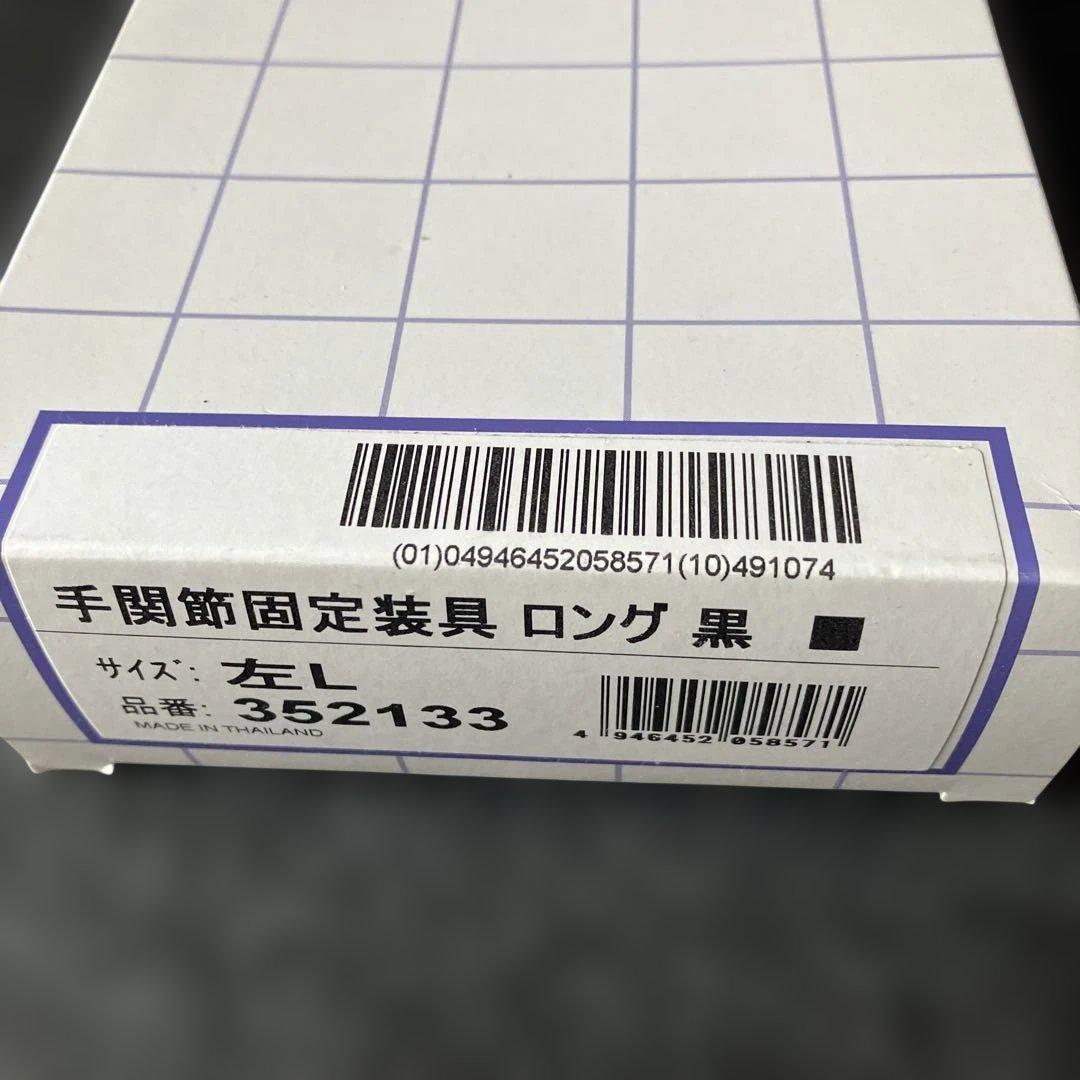 (01)04946452058571(10)491074
手関節固定装具 ロング 黒 ■
サイズ: 左L
品番: 352133
MADE IN THAILAND
4 946452 058571